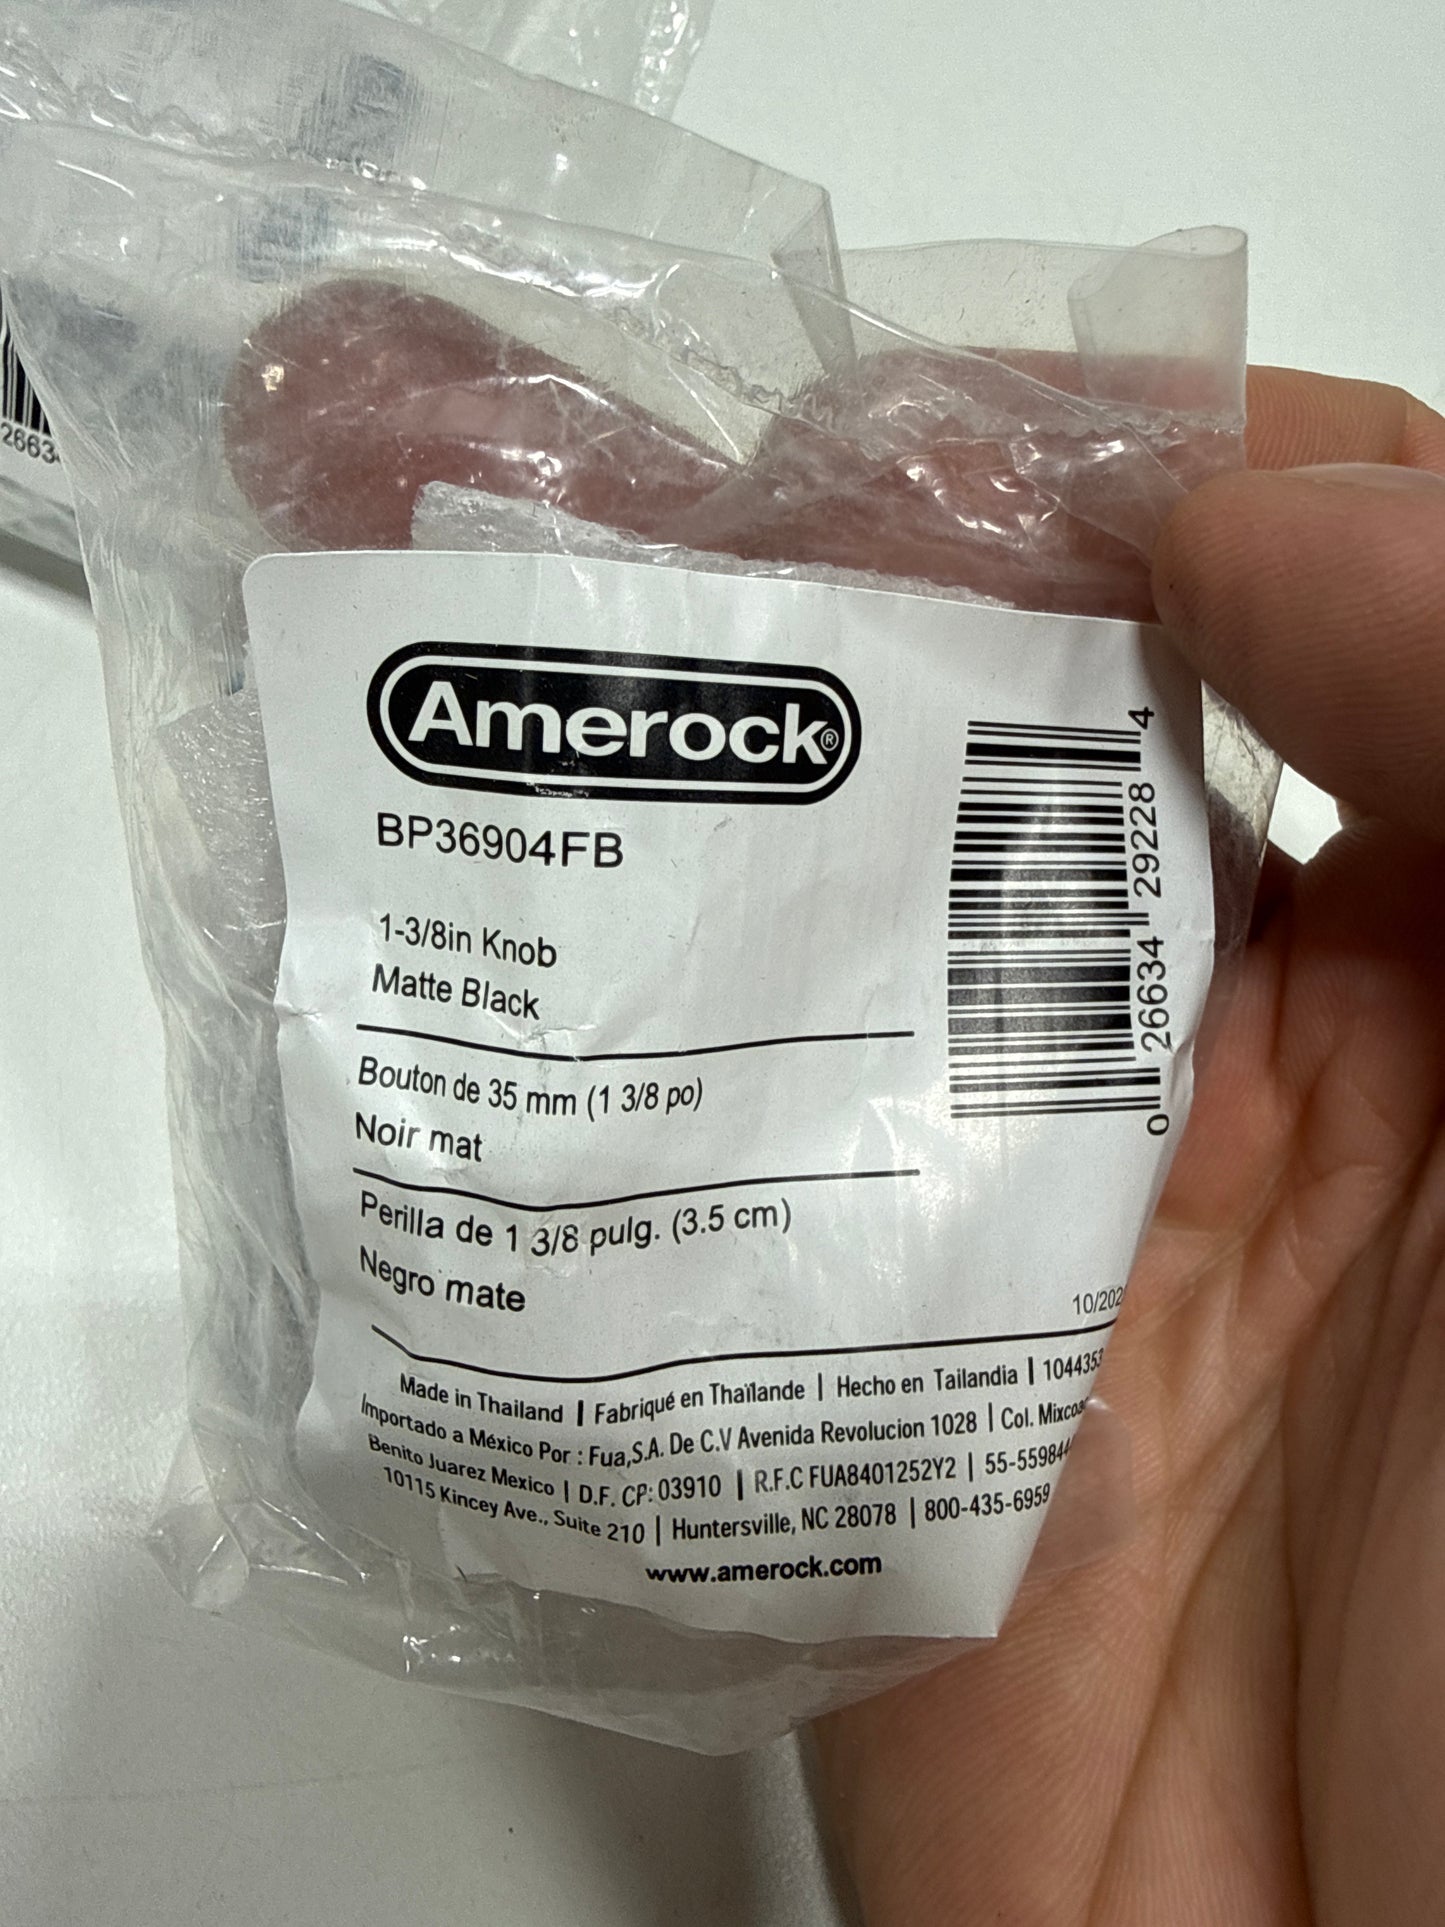 Amerock®
BP36904FB
1-3/8in Knob
Matte Black
Bouton de 35 mm (1 3/8 po)
Noir mat
Perilla de 1 3/8 pulg. (3.5 cm)
Negro mate
Made in Thailand | Fabriqué en Thaïlande | Hecho en Tailandia |
Importado a México Por : Fua,S.A. De C.V Avenida Revolucion 1028 | Col.
Benito Juarez Mexico | D.F. CP: 03910 | R.F.C FUA8401252Y2 |
10115 Kincey Ave., Suite 210 | Huntersville, NC 28078 | 800-435-6959
www.amerock.com
0 26634 29228 4